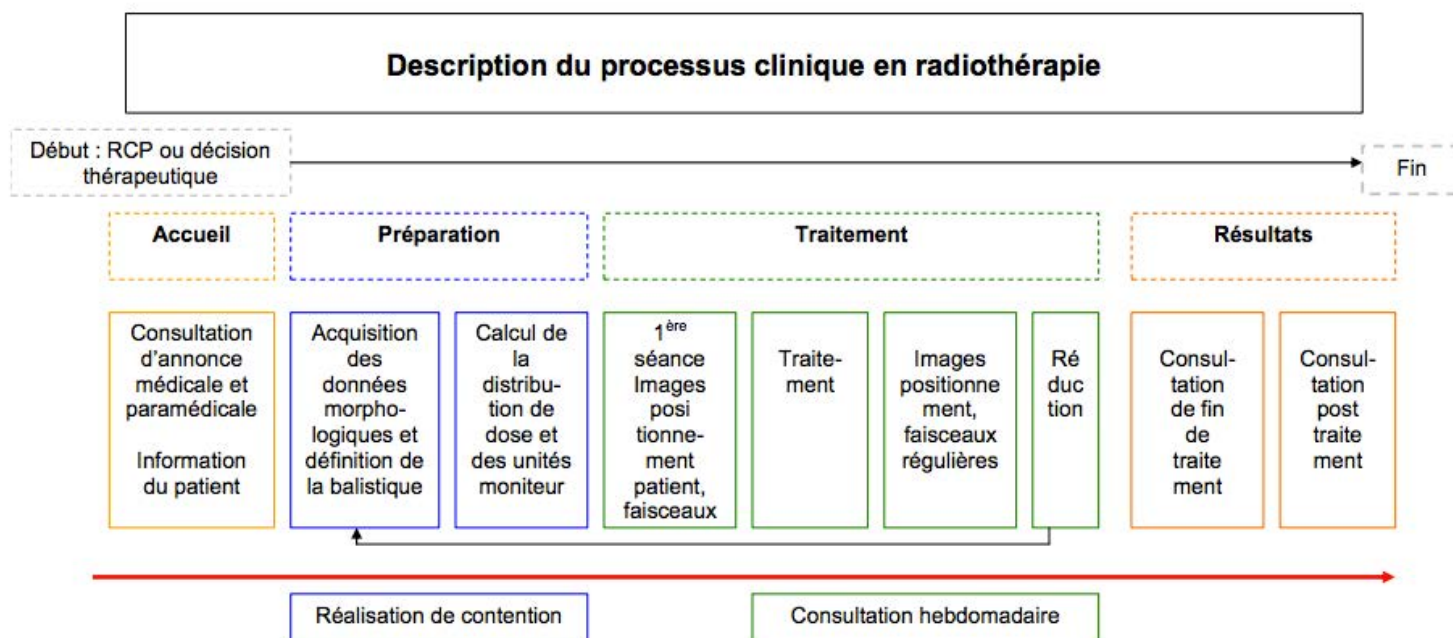 Description du processus clinique en radiothérapie
Début : RCP ou décision
thérapeutique
Fin
Accueil
Préparation
Traitement
Résultats
Consultation
d'annonce
médicale et
paramédicale
Information
du patient
Acquisition
des
données
morpho-
logiques et
définition de
la balistique
Calcul de
la
distribu-
tion de
dose et
des unités
moniteur
1ère
séance
Images
posi
tionne-
ment
patient,
faisceaux
Traite-
ment
Images
positionne
ment,
faisceaux
régulières
Ré
duc
tion
Consul-
tation
de fin
de
traite
ment
Consul-
tation
post
traite
ment
Réalisation de contention
Consultation hebdomadaire